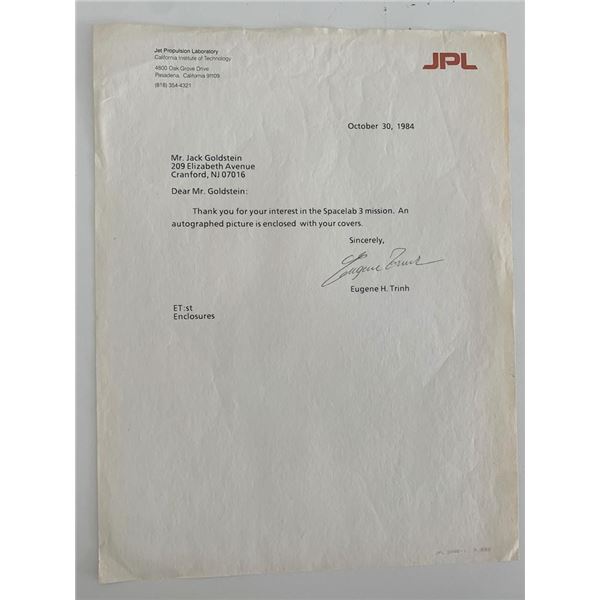 Jet Propulsion Laboratory
California Institute of Technology
4800 Oak Grove Drive
Pasadena, California 91109
(818) 354-4321
JPL
October 30, 1984
Mr. Jack Goldstein
209 Elizabeth Avenue
Cranford, NJ 07016
Dear Mr. Goldstein:
Thank you for your interest in the Spacelab 3 mission. An
autographed picture is enclosed with your covers.
Sincerely,
Eugene Trinh
Eugene H. Trinh
ET:st
Enclosures
JPL